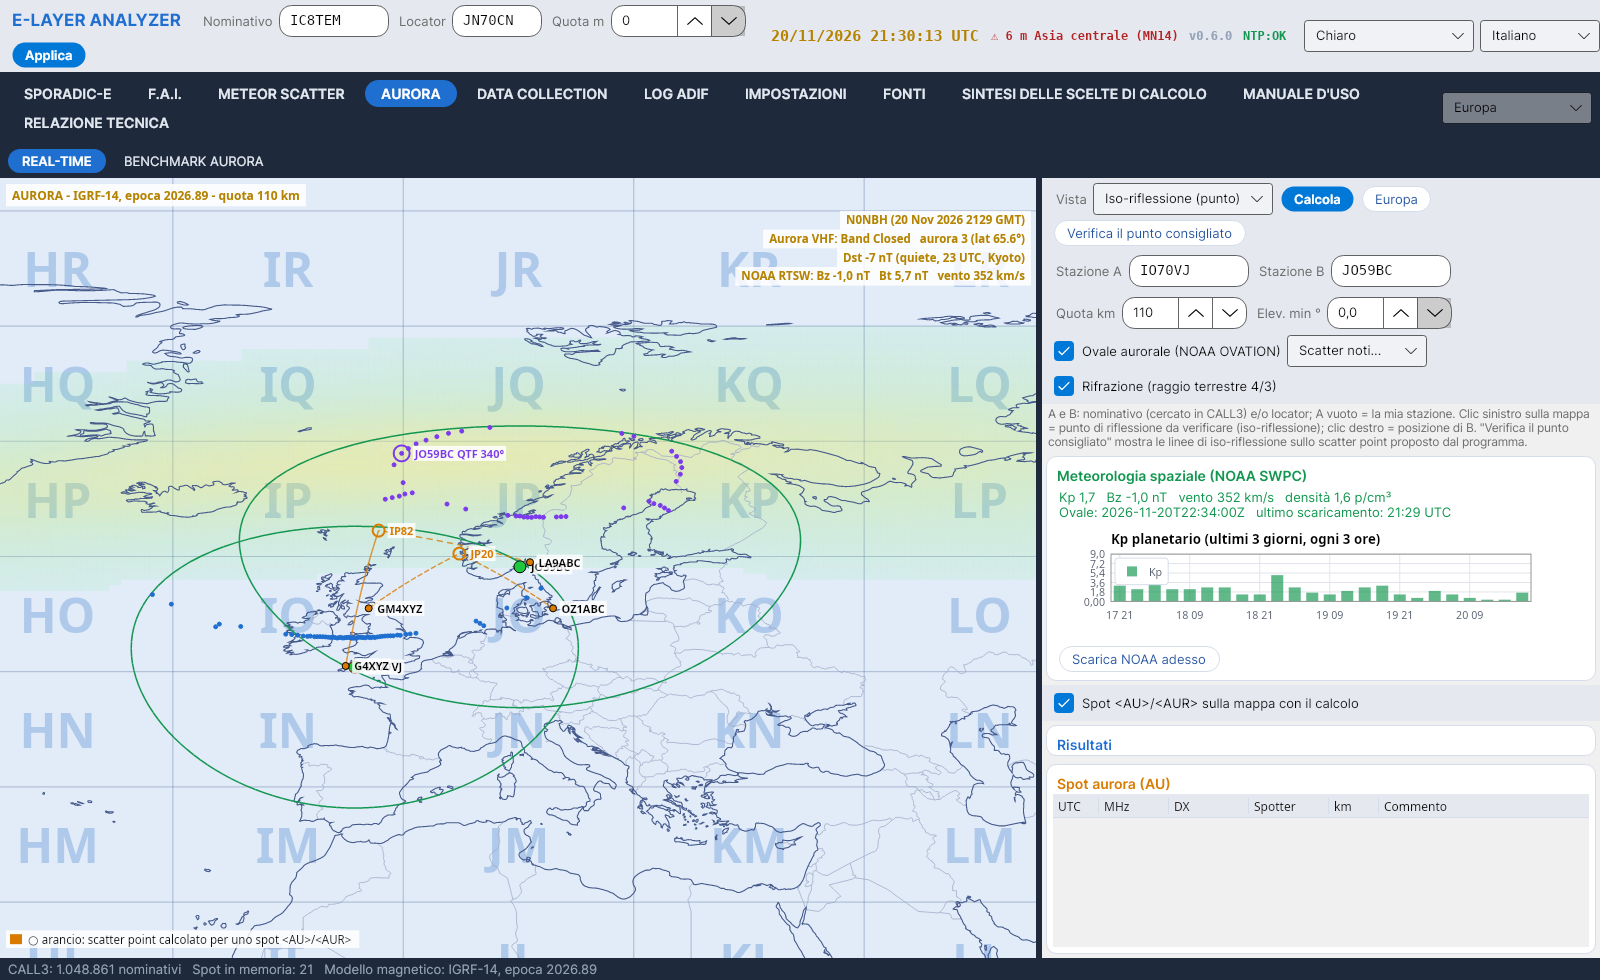 E-LAYER ANALYZER Nominativo IC8TEM Locator JN70CN Quota m 0
20/11/2026 21:30:13 UTC ⚠ 6 m Asia centrale (MN14) v0.6.0 NTP:OK Chiaro Italiano
Applica
SPORADIC-E F.A.I. METEOR SCATTER AURORA DATA COLLECTION LOG ADIF IMPOSTAZIONI FONTI SINTESI DELLE SCELTE DI CALCOLO MANUALE D'USO
RELAZIONE TECNICA
Europa
REAL-TIME BENCHMARK AURORA
AURORA - IGRF-14, epoca 2026.89 - quota 110 km
N0NBH (20 Nov 2026 2129 GMT)
Aurora VHF: Band Closed aurora 3 (lat 65.6°)
Dst -7 nT (quiete, 23 UTC, Kyoto)
NOAA RTSW: Bz -1,0 nT Bt 5,7 nT vento 352 km/s
HR IR JR KR
HQ IQ JQ KQ LQ
JO59BC QTF 340°
HP IP JP KP LP
IP82
JP20
LA9ABC
HO IO JO KO LO
GM4XYZ
OZ1ABC
G4XYZ VJ
HN IN JN KN LN
HM IM JM KM LM
○ arancio: scatter point calcolato per uno spot <AU>/<AUR>
Vista Iso-riflessione (punto) Calcola Europa
Verifica il punto consigliato
Stazione A IO70VJ Stazione B JO59BC
Quota km 110 Elev. min ° 0,0
Ovale aurorale (NOAA OVATION) Scatter noti...
Rifrazione (raggio terrestre 4/3)
A e B: nominativo (cercato in CALL3) e/o locator; A vuoto = la mia stazione. Clic sinistro sulla mappa
= punto di riflessione da verificare (iso-riflessione); clic destro = posizione di B. "Verifica il punto
consigliato" mostra le linee di iso-riflessione sullo scatter point proposto dal programma.
Meteorologia spaziale (NOAA SWPC)
Kp 1,7 Bz -1,0 nT vento 352 km/s densità 1,6 p/cm³
Ovale: 2026-11-20T22:34:00Z ultimo scaricamento: 21:29 UTC
Kp planetario (ultimi 3 giorni, ogni 3 ore)
9,0
7,2
5,4
3,6
1,8
0,00
Kp
17 21 18 09 18 21 19 09 19 21 20 09
Scarica NOAA adesso
Spot <AU>/<AUR> sulla mappa con il calcolo
Risultati
Spot aurora (AU)
UTC MHz DX Spotter km Commento
CALL3: 1.048.861 nominativi Spot in memoria: 21 Modello magnetico: IGRF-14, epoca 2026.89